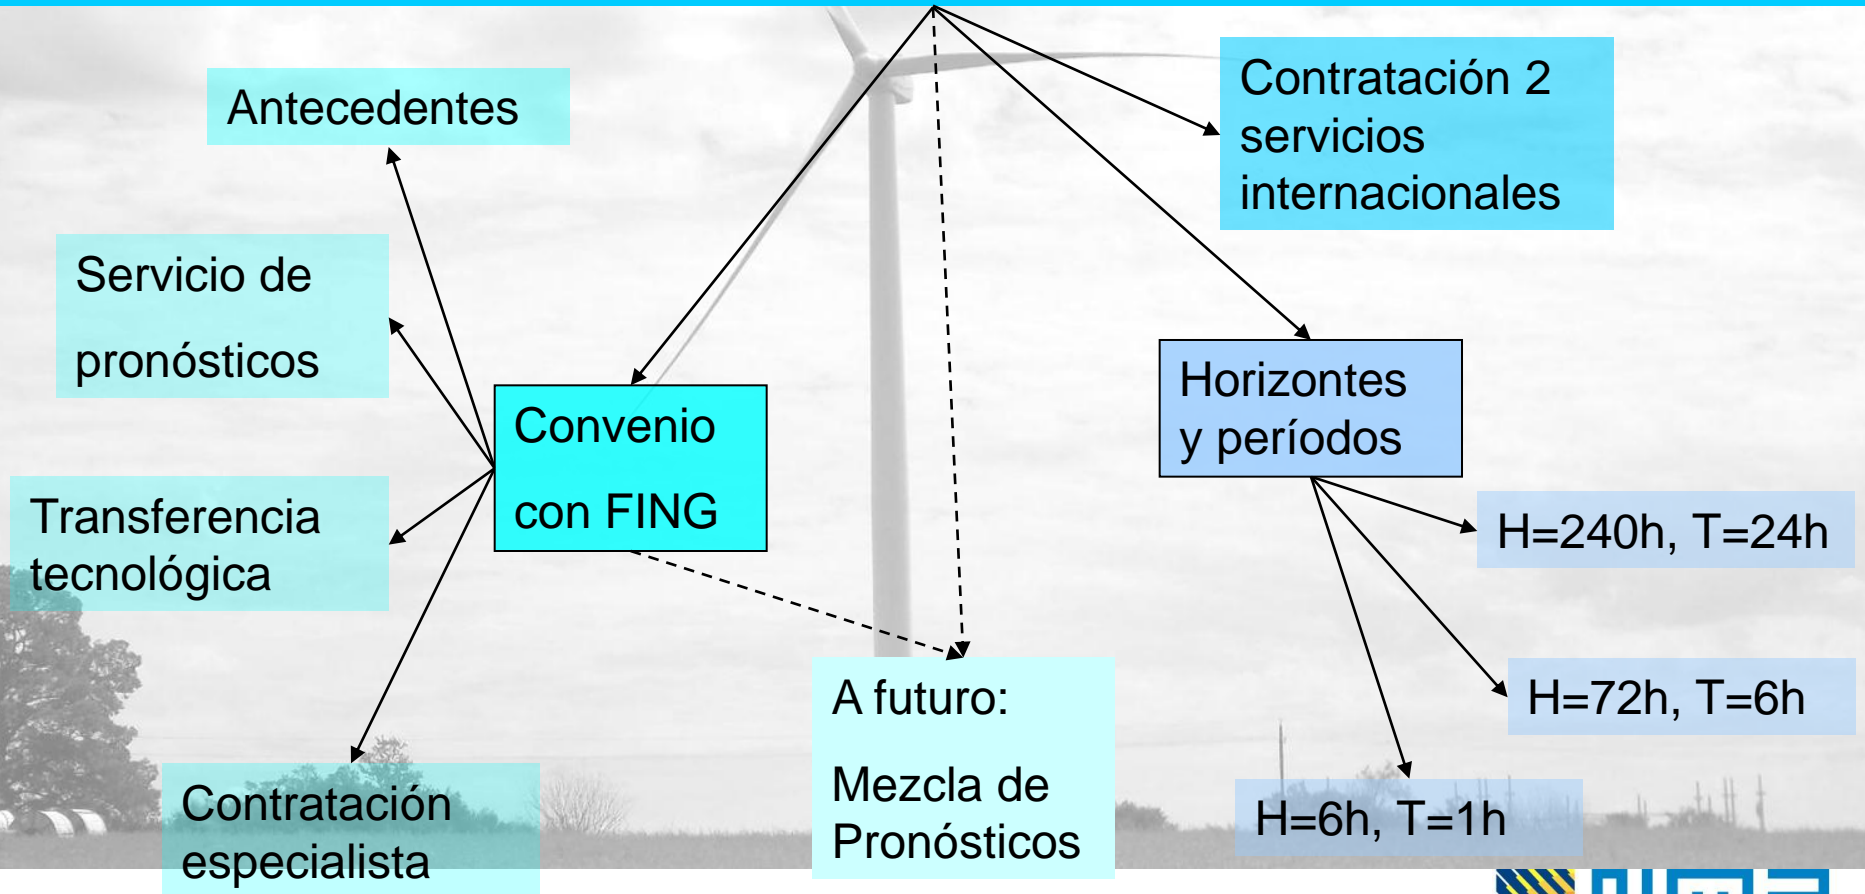 Antecedentes
Contratación 2
servicios
internacionales
Servicio de
pronósticos
Convenio
con FING
Horizontes
y períodos
Transferencia
tecnológica
H=240h, T=24h
H=72h, T=6h
A futuro:
Mezcla de
Pronósticos
H=6h, T=1h
Contratación
especialista